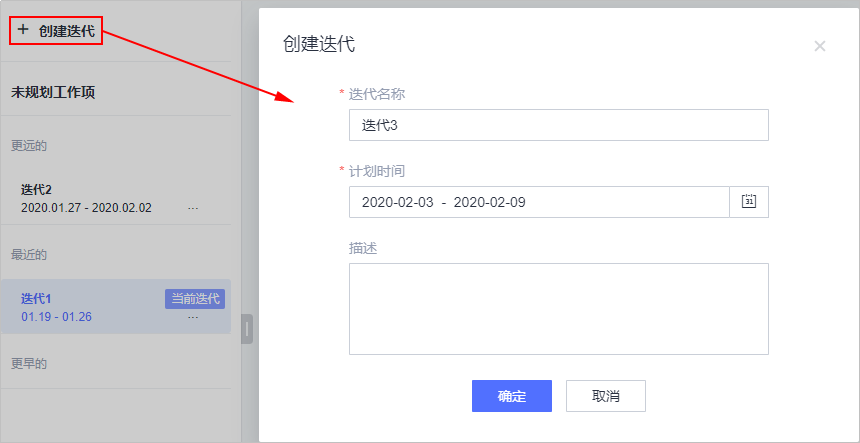 + 创建迭代
未规划工作项
更远的
迭代2
2020.01.27 - 2020.02.02 ...
最近的
迭代1 当前迭代
01.19 - 01.26 ...
更早的
创建迭代 ×
* 迭代名称
迭代3
* 计划时间
2020-02-03 - 2020-02-09 31
描述
确定 取消